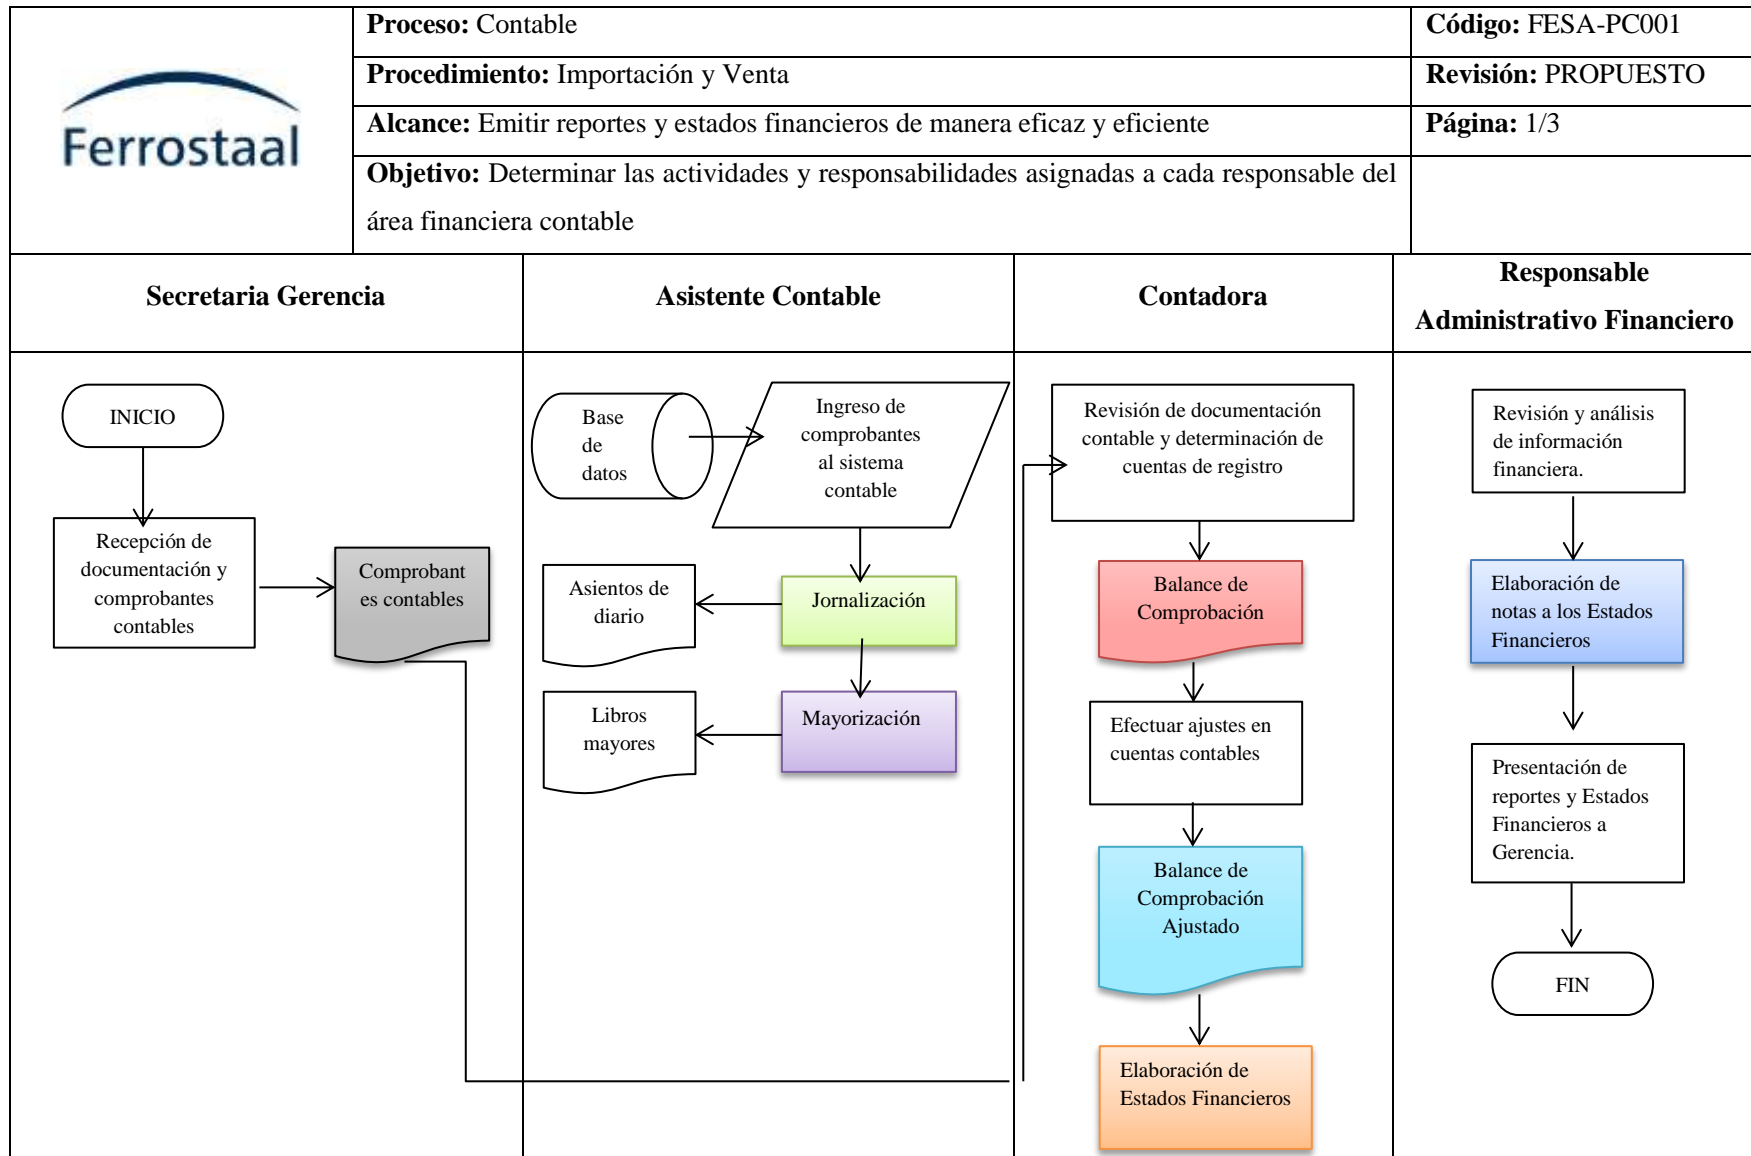 Ferrostaal
Proceso: Contable
Código: FESA-PC001
Procedimiento: Importación y Venta
Revisión: PROPUESTO
Alcance: Emitir reportes y estados financieros de manera eficaz y eficiente
Página: 1/3
Objetivo: Determinar las actividades y responsabilidades asignadas a cada responsable del
área financiera contable
Secretaria Gerencia
Asistente Contable
Contadora
Responsable
Administrativo Financiero
INICIO
Recepción de
documentación y
comprobantes
contables
Comprobant
es contables
Base
de
datos
Ingreso de
comprobantes
al sistema
contable
Asientos de
diario
Jornalización
Libros
mayores
Mayorización
Revisión de documentación
contable y determinación de
cuentas de registro
Balance de
Comprobación
Efectuar ajustes en
cuentas contables
Balance de
Comprobación
Ajustado
Elaboración de
Estados Financieros
Revisión y análisis
de información
financiera.
Elaboración de
notas a los Estados
Financieros
Presentación de
reportes y Estados
Financieros a
Gerencia.
FIN